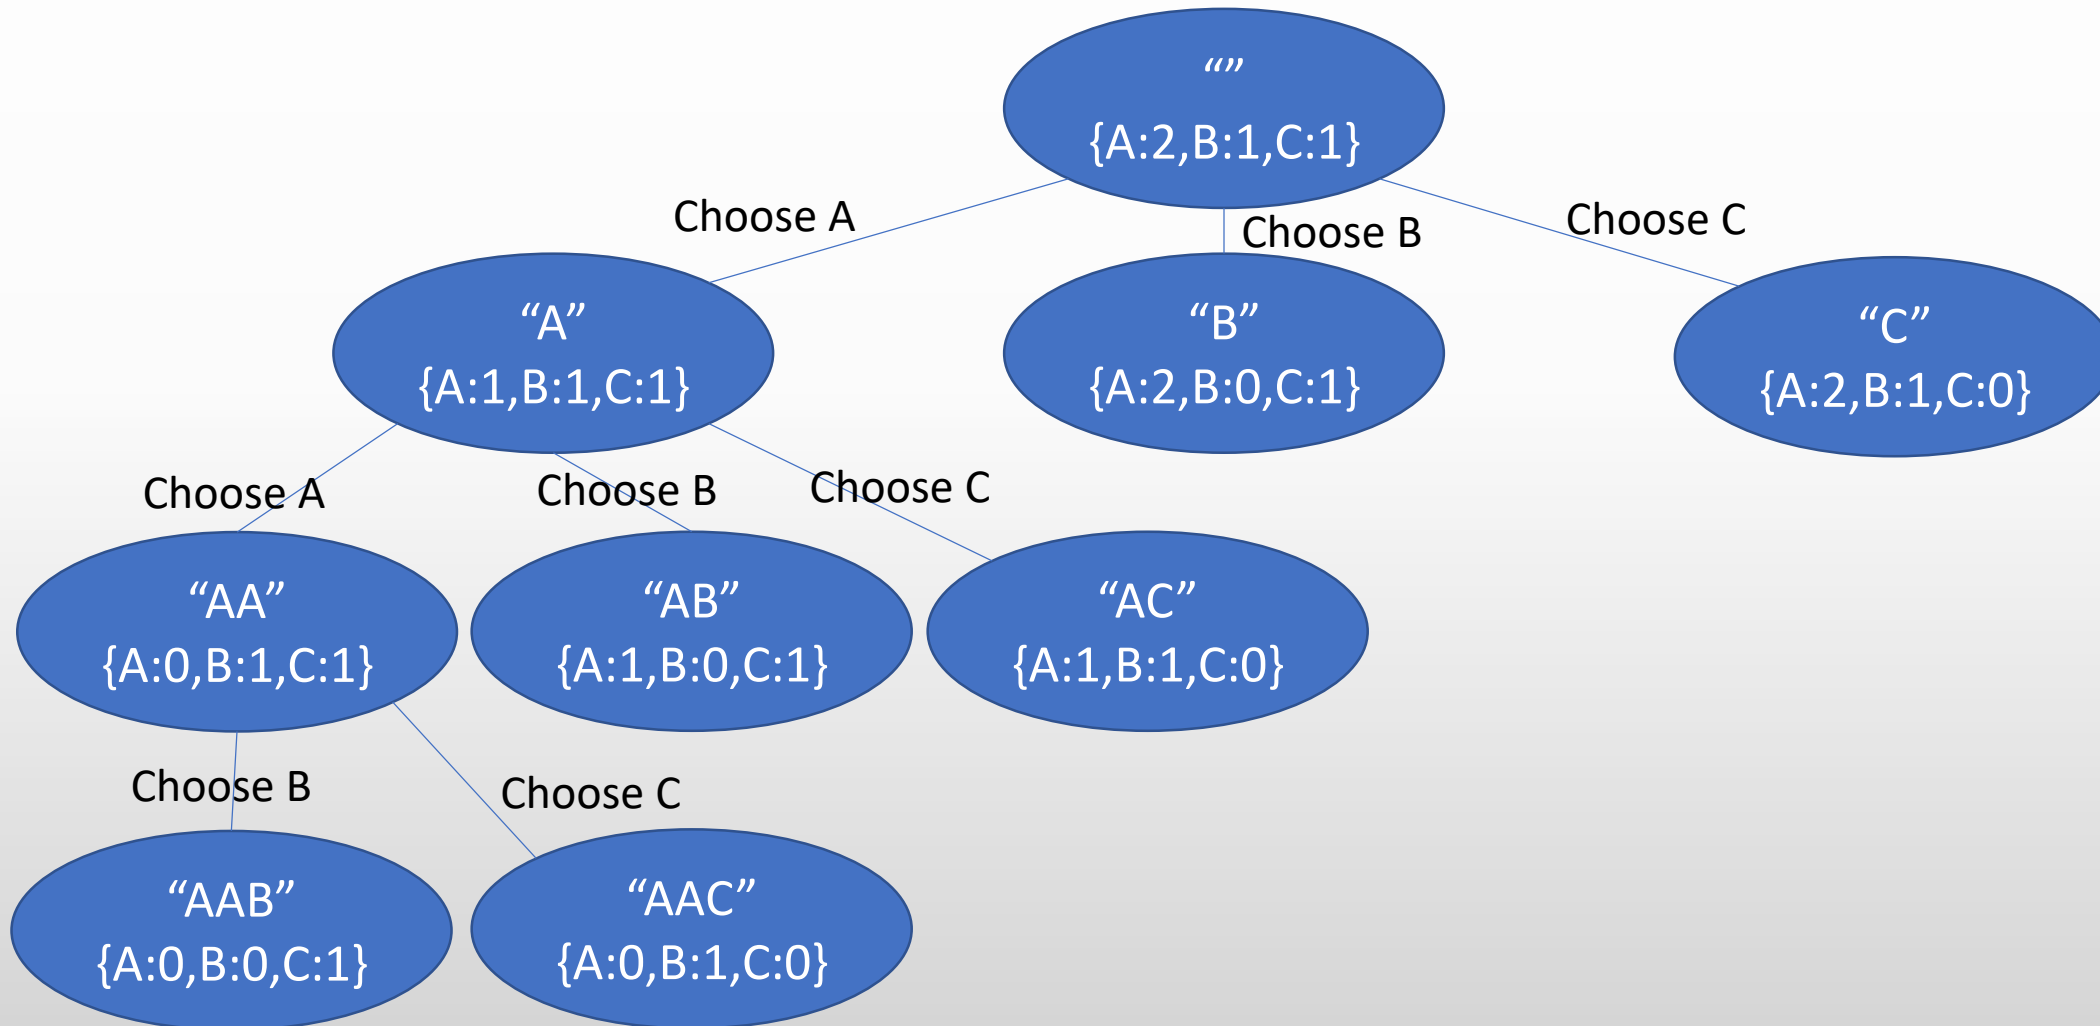 “”
{A:2,B:1,C:1}
Choose A
Choose B
Choose C
“A”
{A:1,B:1,C:1}
“B”
{A:2,B:0,C:1}
“C”
{A:2,B:1,C:0}
Choose A
Choose B
Choose C
“AA”
{A:0,B:1,C:1}
“AB”
{A:1,B:0,C:1}
“AC”
{A:1,B:1,C:0}
Choose B
Choose C
“AAB”
{A:0,B:0,C:1}
“AAC”
{A:0,B:1,C:0}